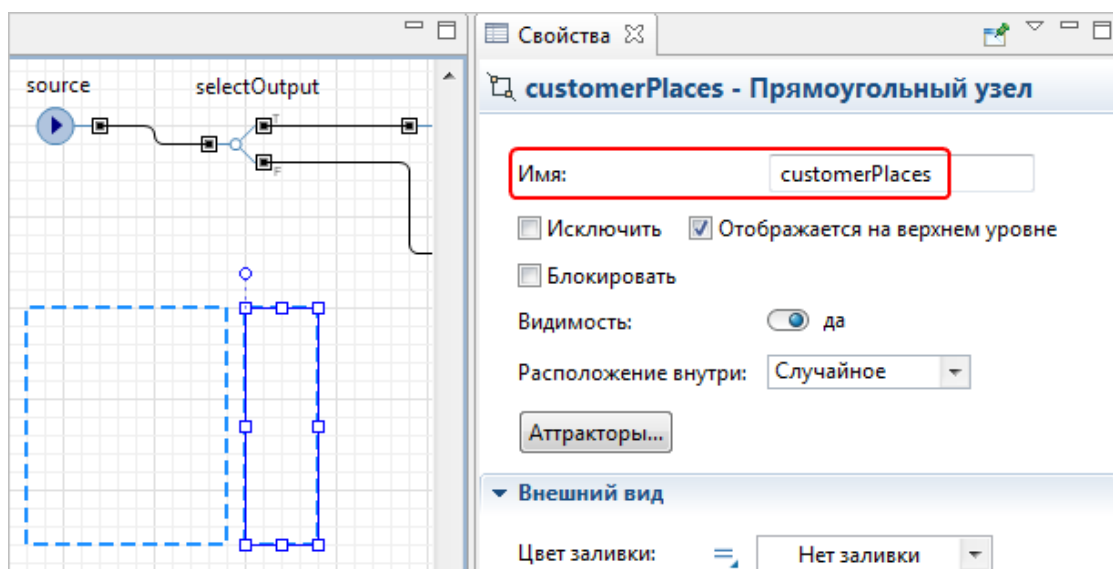 Свойства
source
selectOutput
T
F
customerPlaces - Прямоугольный узел
Имя: customerPlaces
Исключить Отображается на верхнем уровне
Блокировать
Видимость: да
Расположение внутри: Случайное
Аттракторы...
Внешний вид
Цвет заливки: Нет заливки